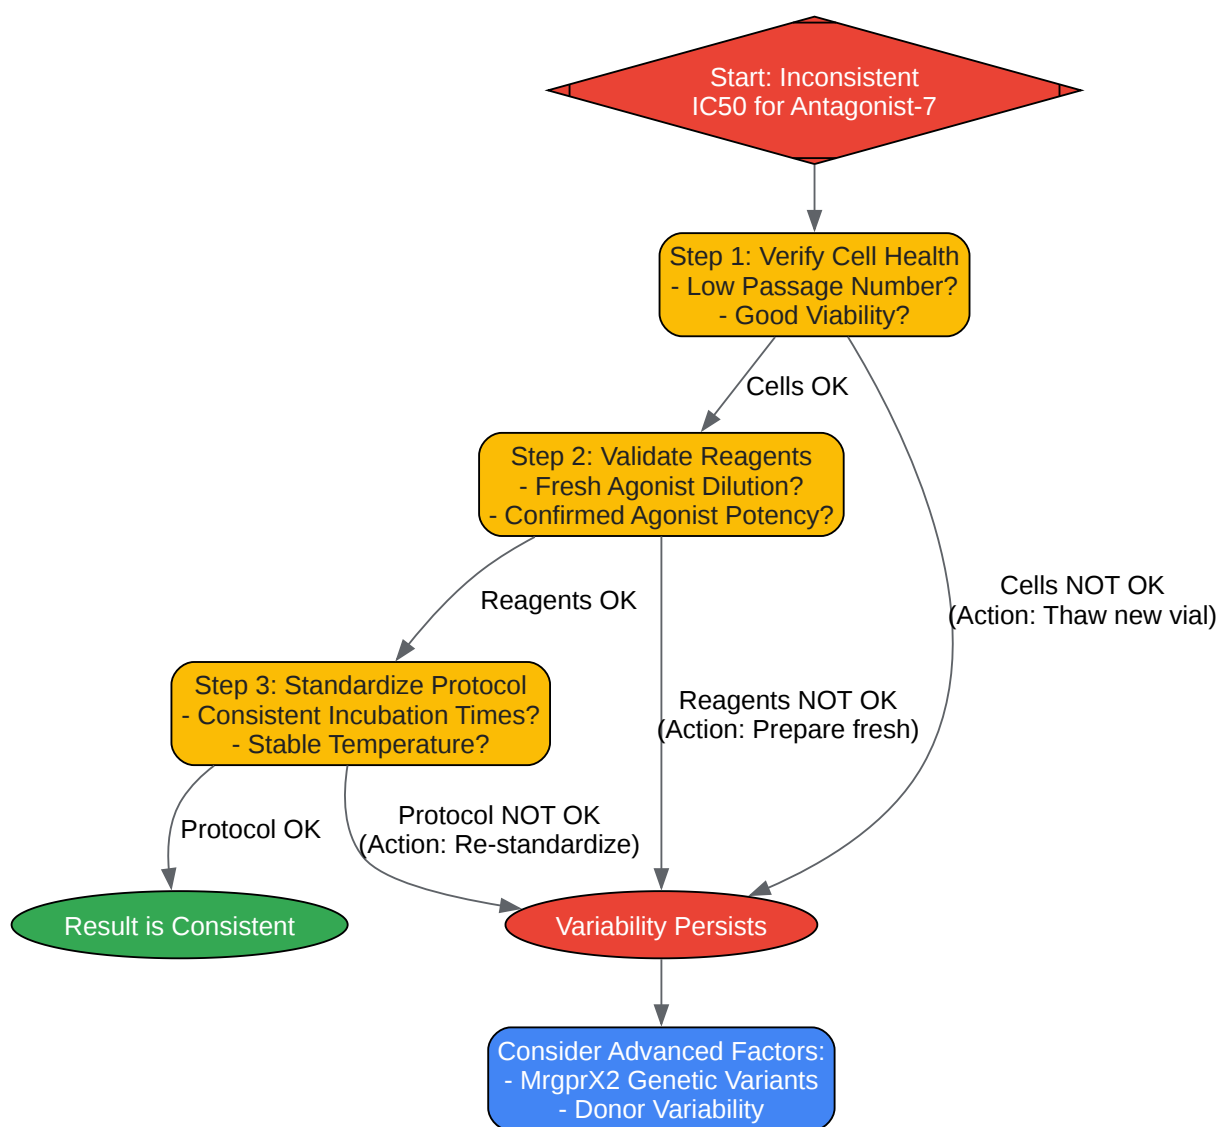 Start: Inconsistent
IC50 for Antagonist-7
Step 1: Verify Cell Health
- Low Passage Number?
- Good Viability?
Cells OK
Step 2: Validate Reagents
- Fresh Agonist Dilution?
- Confirmed Agonist Potency?
Cells NOT OK
(Action: Thaw new vial)
Reagents OK
Step 3: Standardize Protocol
- Consistent Incubation Times?
- Stable Temperature?
Reagents NOT OK
(Action: Prepare fresh)
Protocol OK
Protocol NOT OK
(Action: Re-standardize)
Result is Consistent
Variability Persists
Consider Advanced Factors:
- MrgprX2 Genetic Variants
- Donor Variability